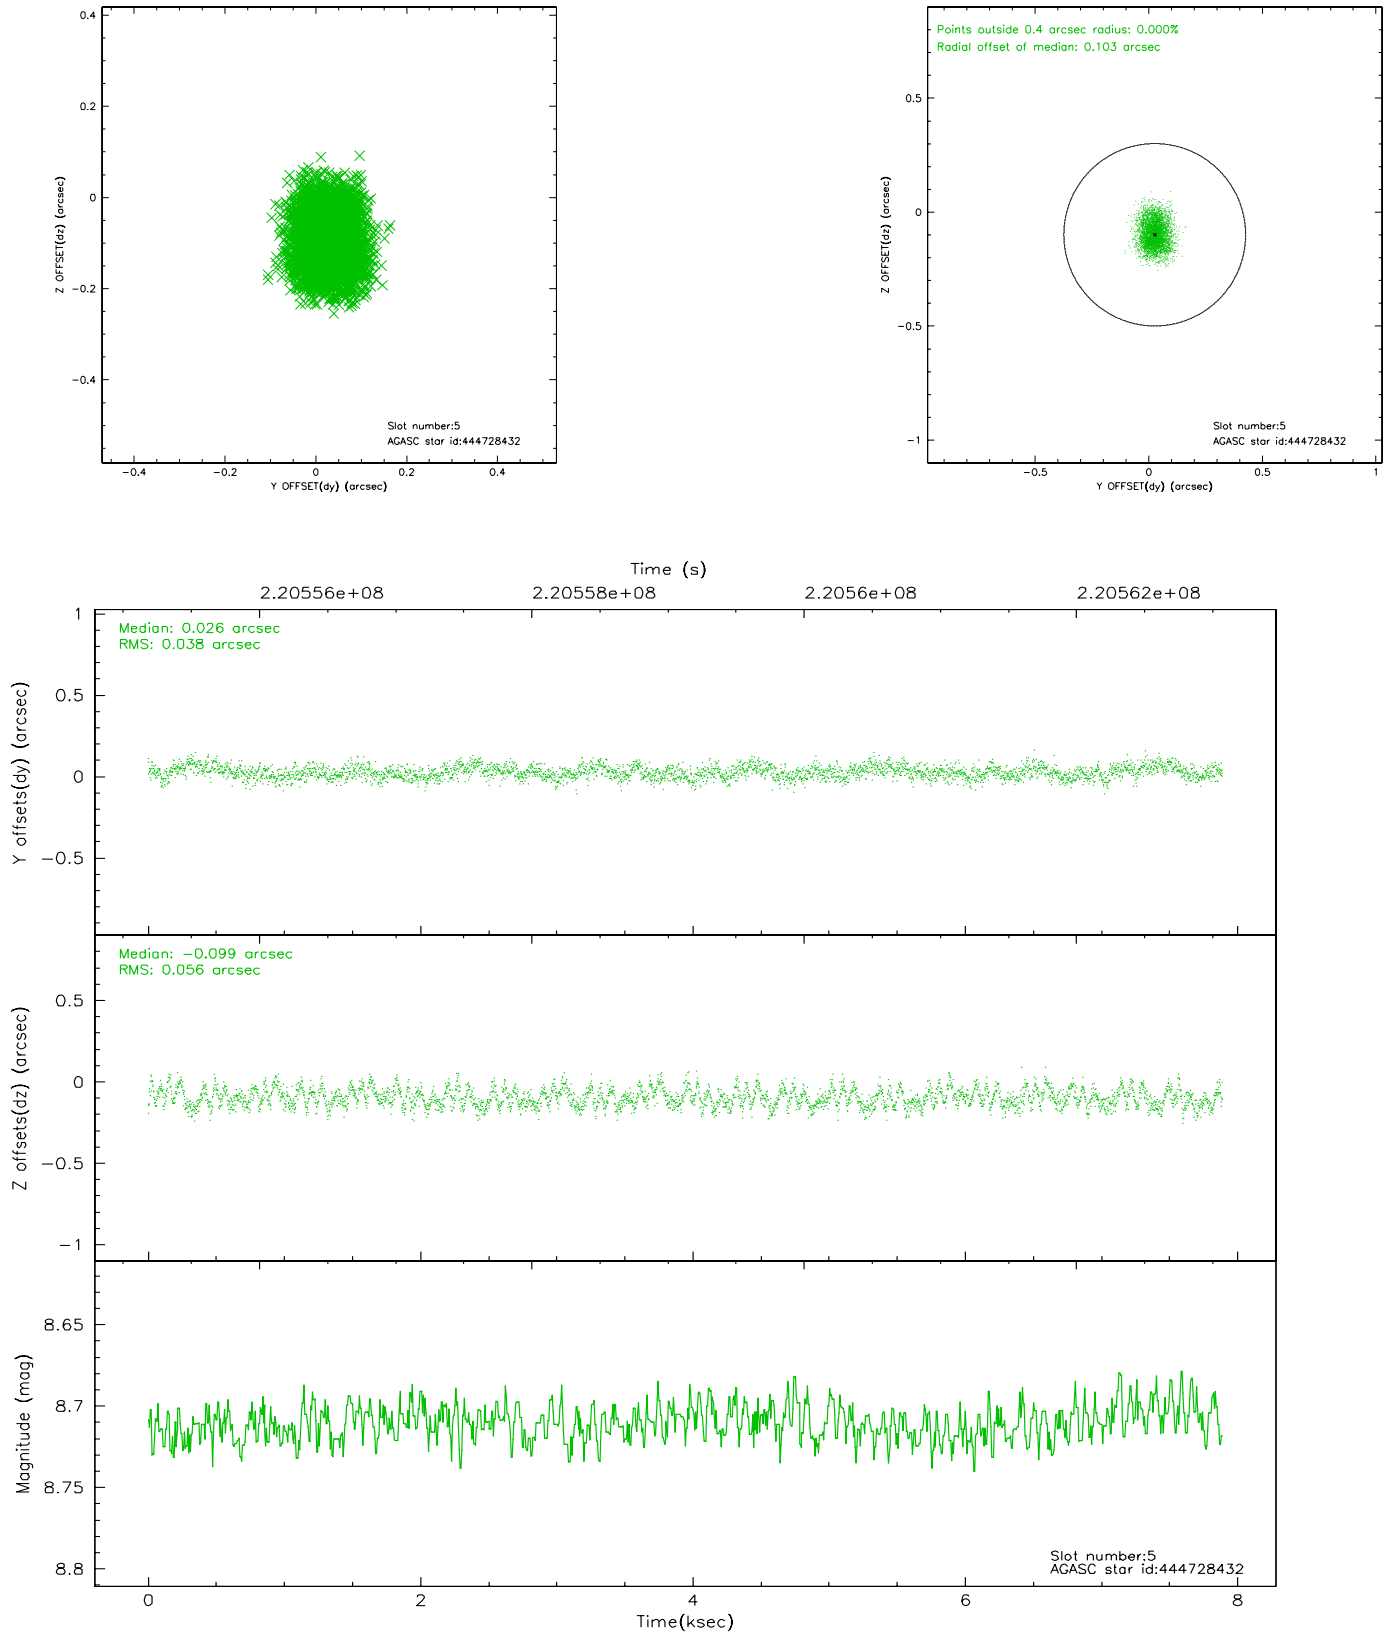 0.4
0.2
0
−0.2
−0.4
Z OFFSET(dz) (arcsec)
−0.4
−0.2
0
0.2
0.4
Y OFFSET(dy) (arcsec)
Slot number:5
AGASC star id:444728432
Points outside 0.4 arcsec radius: 0.000%
Radial offset of median: 0.103 arcsec
0.5
0
−0.5
−1
Z OFFSET(dz) (arcsec)
−0.5
0
0.5
1
Y OFFSET(dy) (arcsec)
Slot number:5
AGASC star id:444728432
Time (s)
2.20556e+08
2.20558e+08
2.2056e+08
2.20562e+08
Median: 0.026 arcsec
RMS: 0.038 arcsec
1
0.5
0
−0.5
Y offsets(dy) (arcsec)
Median: −0.099 arcsec
RMS: 0.056 arcsec
0.5
0
−0.5
−1
Z offsets(dz) (arcsec)
8.65
8.7
8.75
8.8
Magnitude (mag)
Slot number:5
AGASC star id:444728432
0
2
4
6
8
Time(ksec)